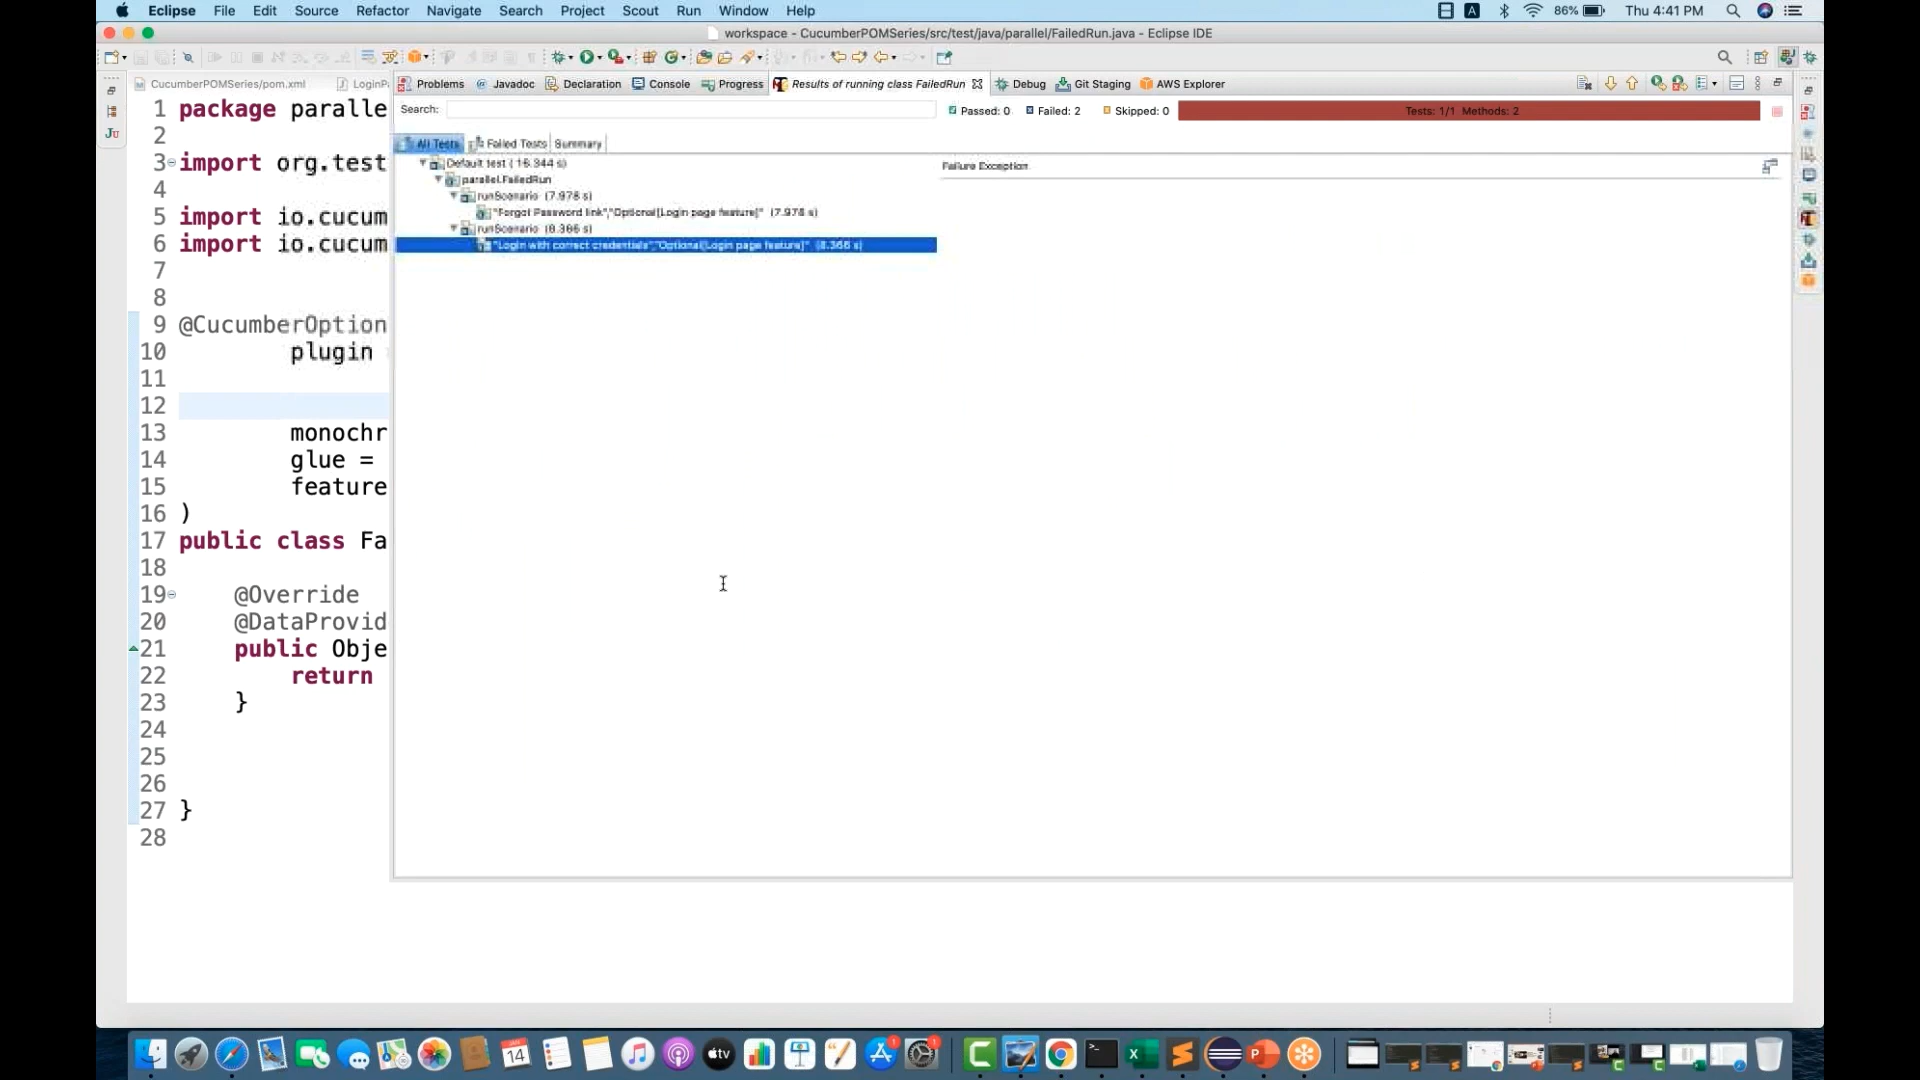 Eclipse File Edit Source Refactor Navigate Search Project Scout Run Window Help
A 86% Thu 4:41 PM
workspace - CucumberPOMSeries/src/test/java/parallel/FailedRun.java - Eclipse IDE
CucumberPOMSeries/pom.xml LoginP
Problems @ Javadoc Declaration Console Progress Results of running class FailedRun Debug Git Staging AWS Explorer
Search: Passed: 0 Failed: 2 Skipped: 0 Tests: 1/1 Methods: 2
All Tests Failed Tests Summary
Default test ( 16.344 s)
parallel.FailedRun
runScenario (7.978 s)
"Forgot Password link","Optional[Login page feature]" (7.978 s)
runScenario (8.366 s)
"Login with correct credentials","Optional[Login page feature]" (8.366 s)
Failure Exception
1 package paralle
2
3 import org.test
4
5 import io.cucum
6 import io.cucum
7
8
9 @CucumberOption
10 plugin
11
12
13 monochr
14 glue =
15 feature
16 )
17 public class Fa
18
19 @Override
20 @DataProvid
21 public Obje
22 return
23 }
24
25
26
27 }
28
JUL
14
tv